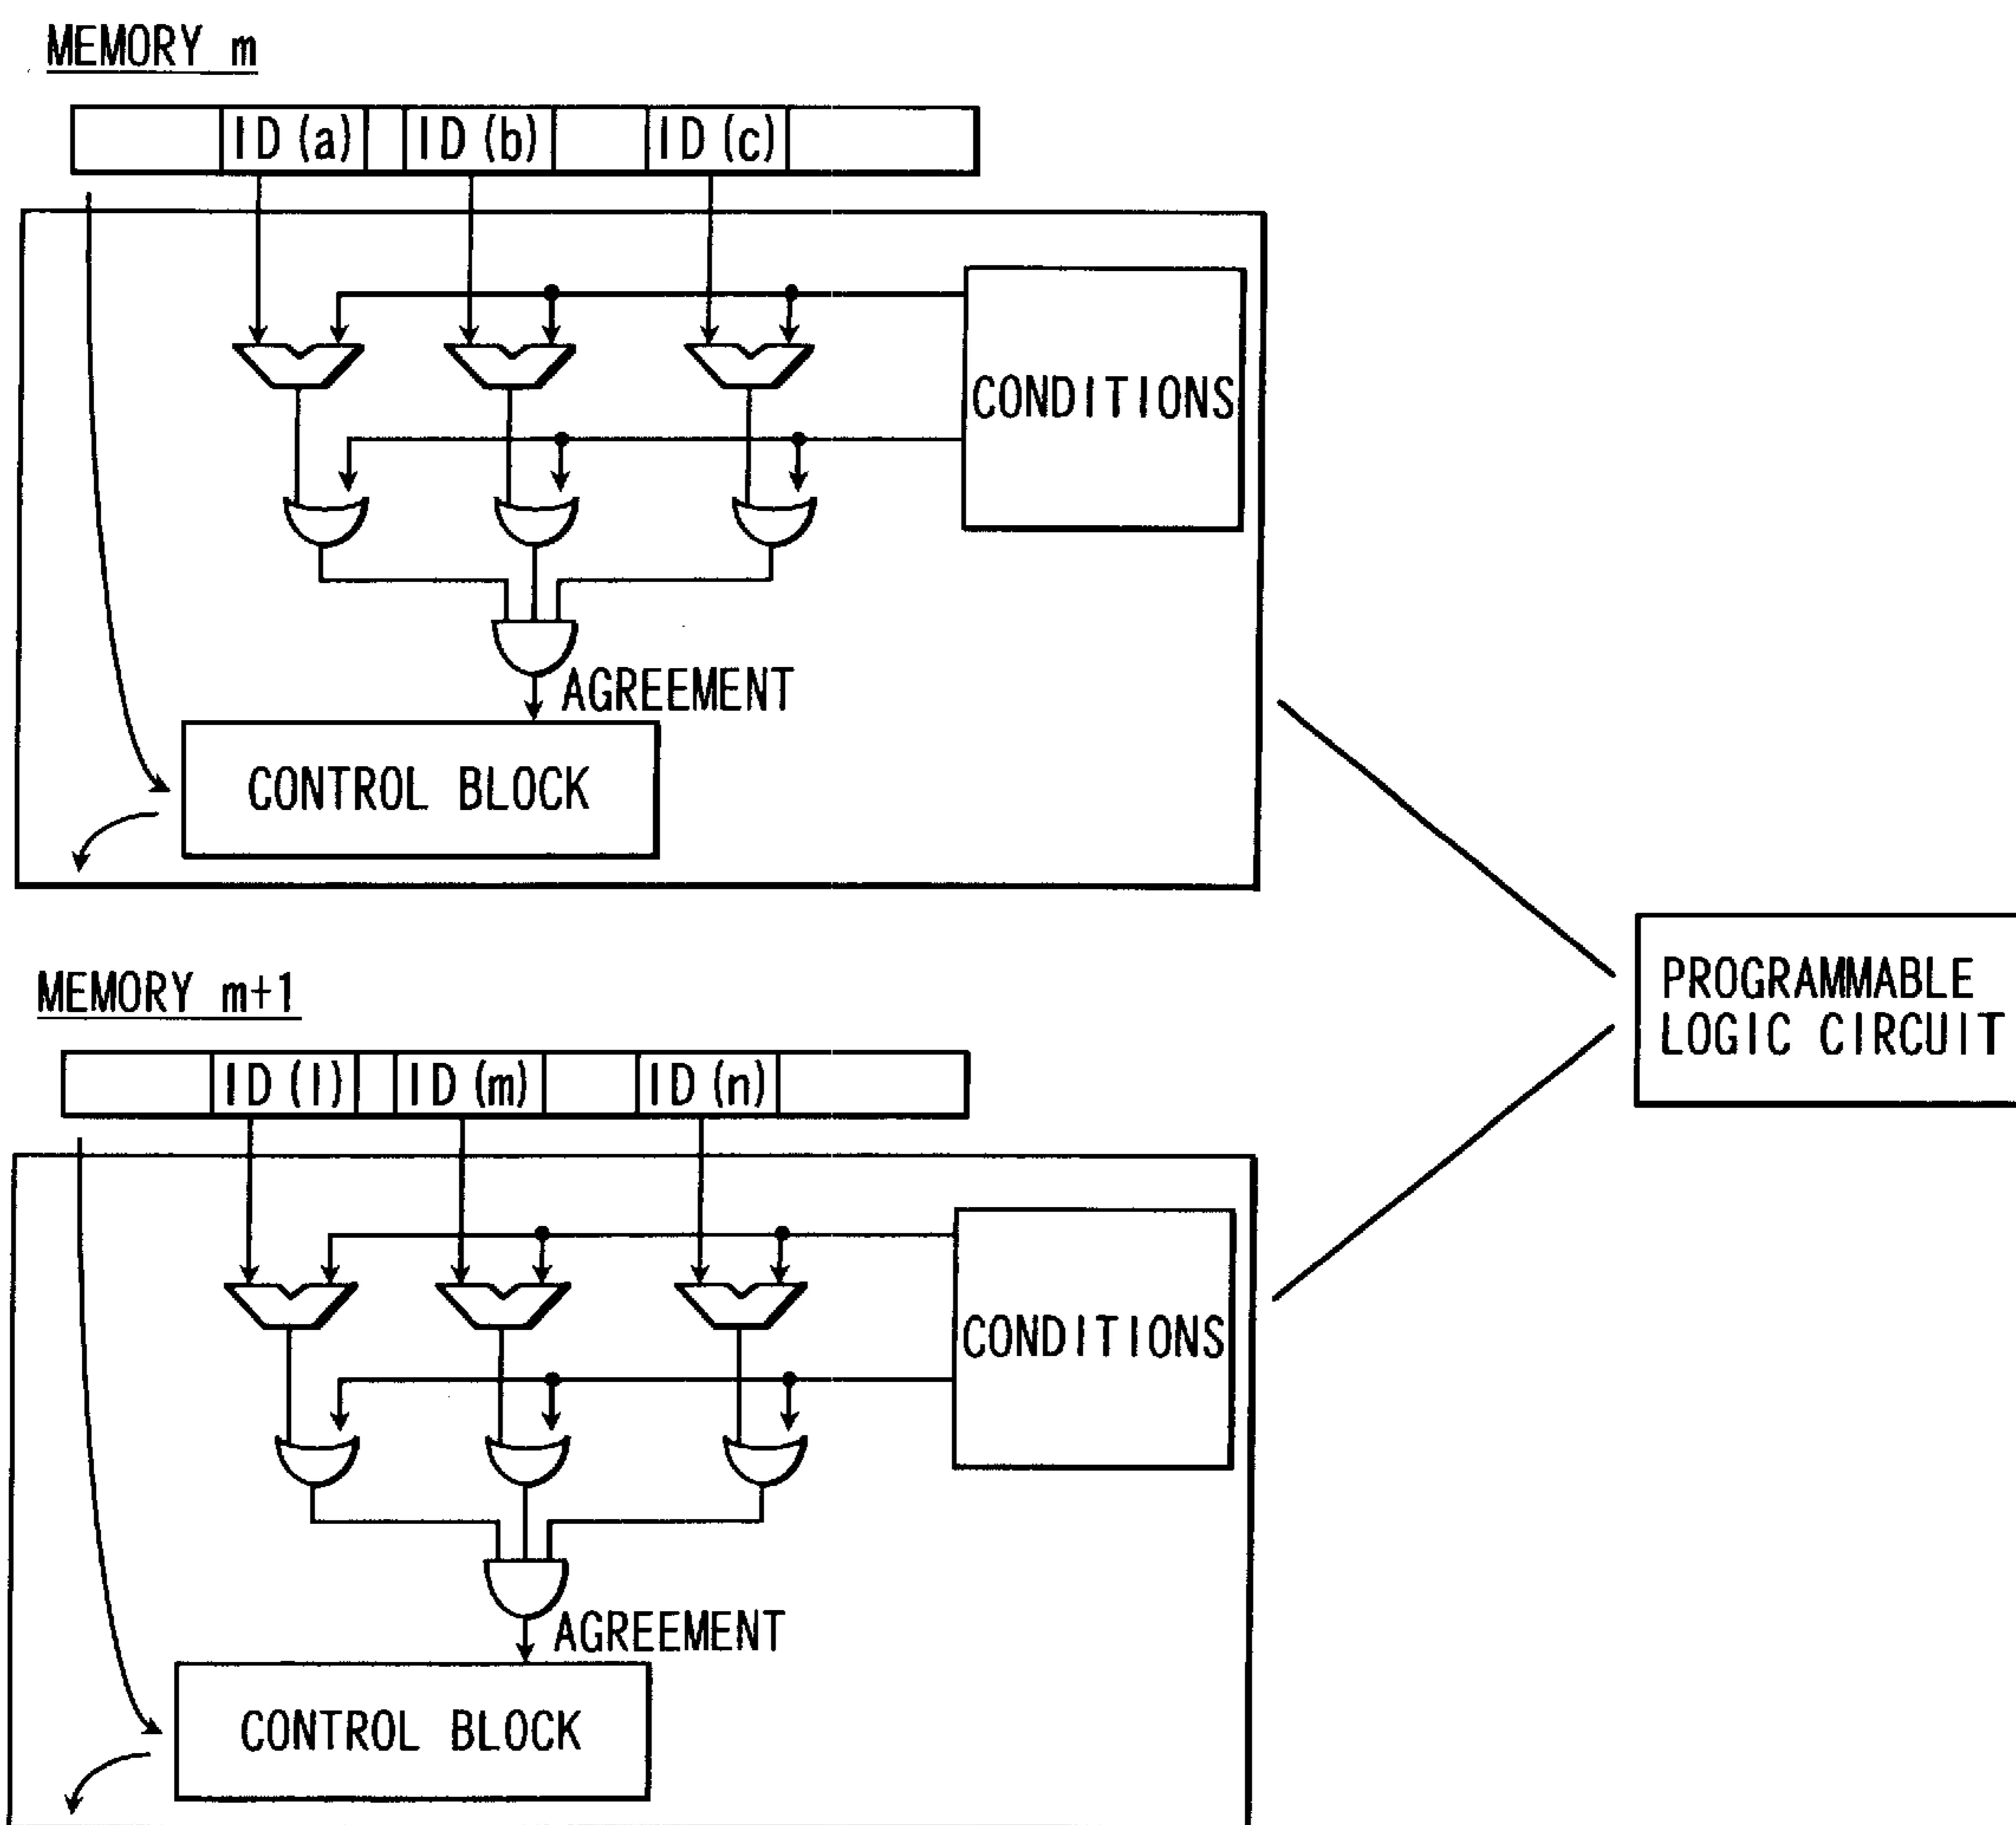 MEMORY m
ID(a) ID(b) ID(c)
CONDITIONS
AGREEMENT
CONTROL BLOCK
PROGRAMMABLE
LOGIC CIRCUIT
MEMORY m+1
ID(l) ID(m) ID(n)
CONDITIONS
AGREEMENT
CONTROL BLOCK